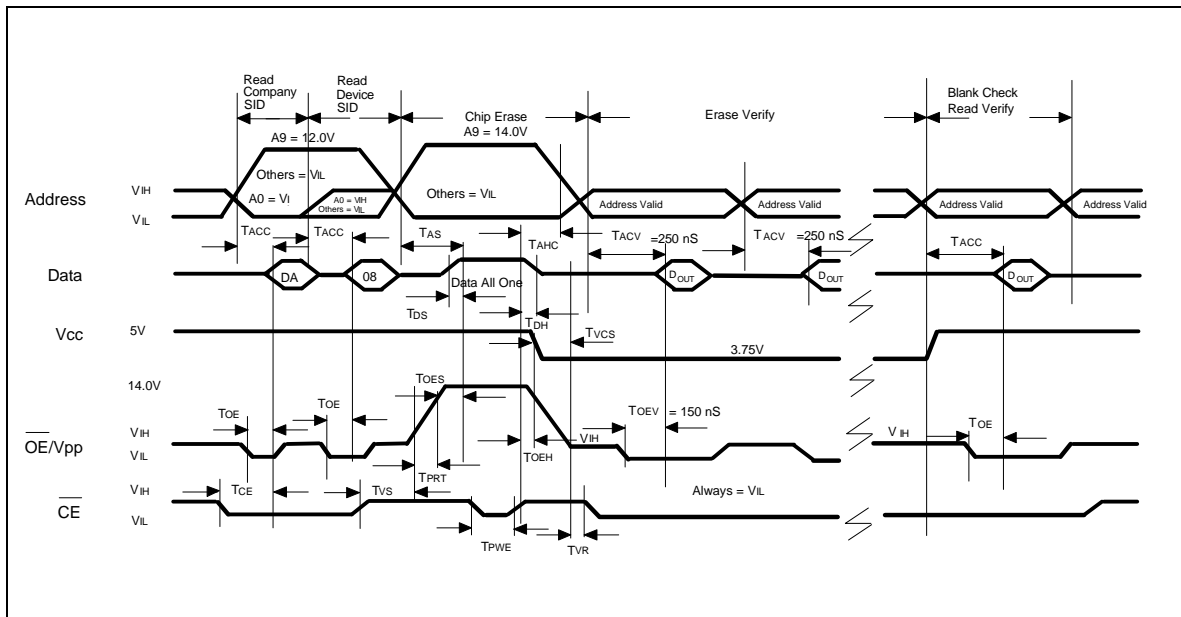 Read Company SID
Read Device SID
Chip Erase
Erase Verify
Blank Check Read Verify
A9 = 12.0V
A9 = 14.0V
Others = VIL
Others = VIL
Address
VIH
VIL
A0 = VI
A0 = VIH
Others = VIL
Address Valid
Address Valid
Address Valid
Address Valid
TACC
TACC
TAS
TAHC
TACV =250 nS
TACV =250 nS
TACC
Data
DA
08
Data All One
DOUT
DOUT
DOUT
TDS
TDH
TVCS
Vcc
5V
3.75V
14.0V
TOES
TOE
TOE
TOEV = 150 nS
TOE
OE/Vpp
VIH
VIL
VIH
VIH
TOEH
TPRT
CE
VIH
VIL
TCE
TVS
Always = VIL
TPWE
TVR